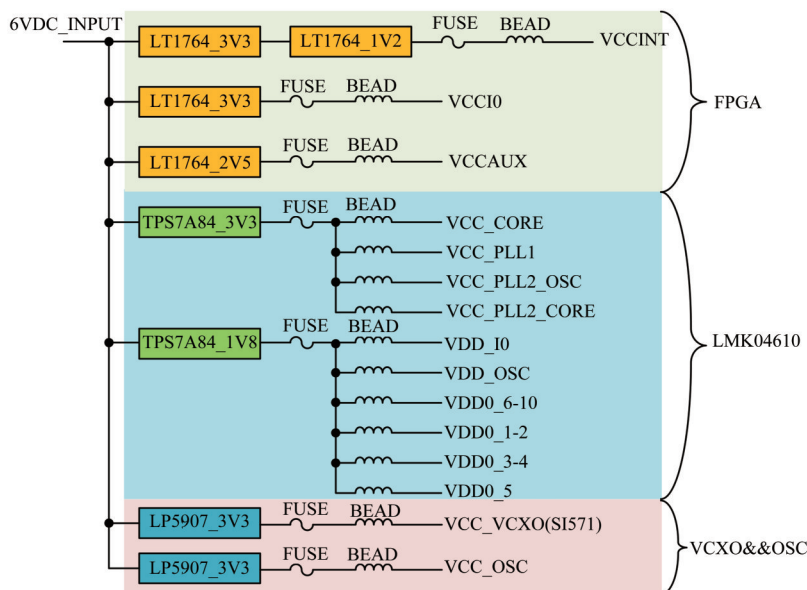 6VDC_INPUT
LT1764_3V3 LT1764_1V2 FUSE BEAD VCCINT
LT1764_3V3 FUSE BEAD VCCI0
FPGA
LT1764_2V5 FUSE BEAD VCCAUX
TPS7A84_3V3 FUSE BEAD VCC_CORE
VCC_PLL1
VCC_PLL2_OSC
VCC_PLL2_CORE
TPS7A84_1V8 FUSE BEAD VDD_I0
LMK04610
VDD_OSC
VDD0_6-10
VDD0_1-2
VDD0_3-4
VDD0_5
LP5907_3V3 FUSE BEAD VCC_VCXO(SI571)
VCXO&&OSC
LP5907_3V3 FUSE BEAD VCC_OSC